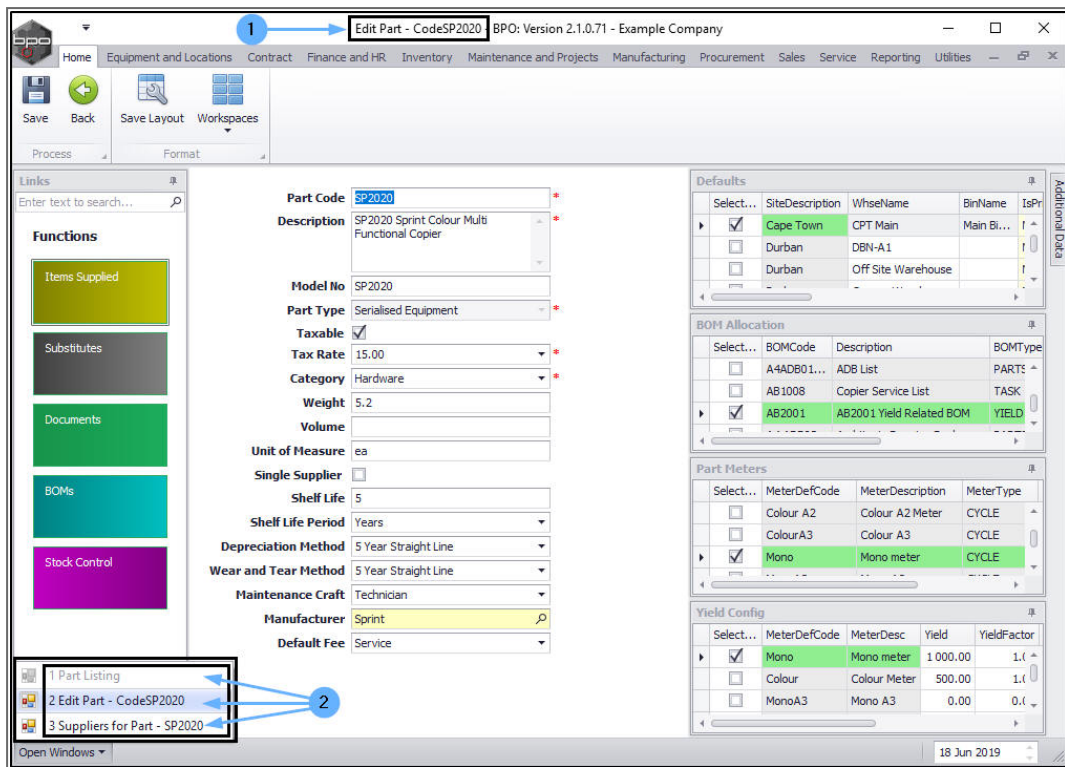 1
Edit Part - CodeSP2020 - BPO: Version 2.1.0.71 - Example Company
BPO
Home Equipment and Locations Contract Finance and HR Inventory Maintenance and Projects Manufacturing Procurement Sales Service Reporting Utilities
Save Back Save Layout Workspaces
Process Format
Links
Enter text to search...
Functions
Items Supplied
Substitutes
Documents
BOMs
Stock Control
Part Code SP2020 *
Description SP2020 Sprint Colour Multi *
Functional Copier
Model No SP2020
Part Type Serialised Equipment *
Taxable
Tax Rate 15.00 *
Category Hardware *
Weight 5.2
Volume
Unit of Measure ea
Single Supplier
Shelf Life 5
Shelf Life Period Years
Depreciation Method 5 Year Straight Line
Wear and Tear Method 5 Year Straight Line
Maintenance Craft Technician
Manufacturer Sprint
Default Fee Service
Defaults
Select... SiteDescription WhseName BinName IsPr
Cape Town CPT Main Main Bi...
Durban DBN-A1
Durban Off Site Warehouse
BOM Allocation
Select... BOMCode Description BOMType
A4ADB01... ADB List PARTS
AB1008 Copier Service List TASK
AB2001 AB2001 Yield Related BOM YIELD
Part Meters
Select... MeterDefCode MeterDescription MeterType
Colour A2 Colour A2 Meter CYCLE
ColourA3 Colour A3 CYCLE
Mono Mono meter CYCLE
Yield Config
Select... MeterDefCode MeterDesc Yield YieldFactor
Mono Mono meter 1 000.00 1.(
Colour Colour Meter 500.00 1.(
MonoA3 Mono A3 0.00 0.(
Additional Data
1 Part Listing
2 Edit Part - CodeSP2020
3 Suppliers for Part - SP2020
2
Open Windows
18 Jun 2019